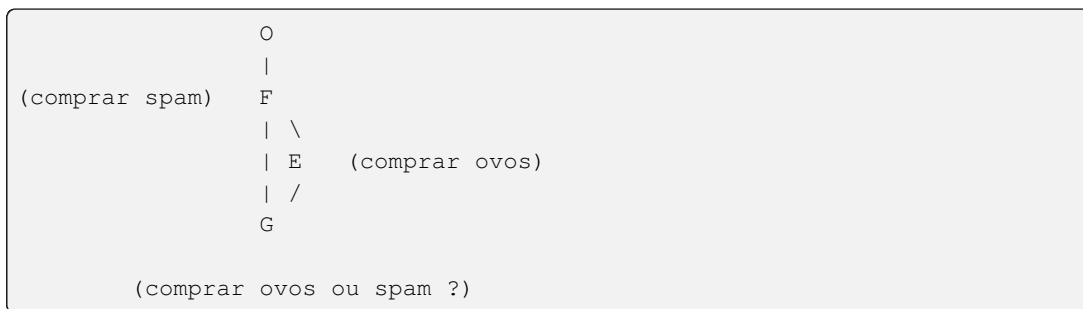 O
|
(comprar spam) F
| \
| E (comprar ovos)
| /
G
(comprar ovos ou spam ?)